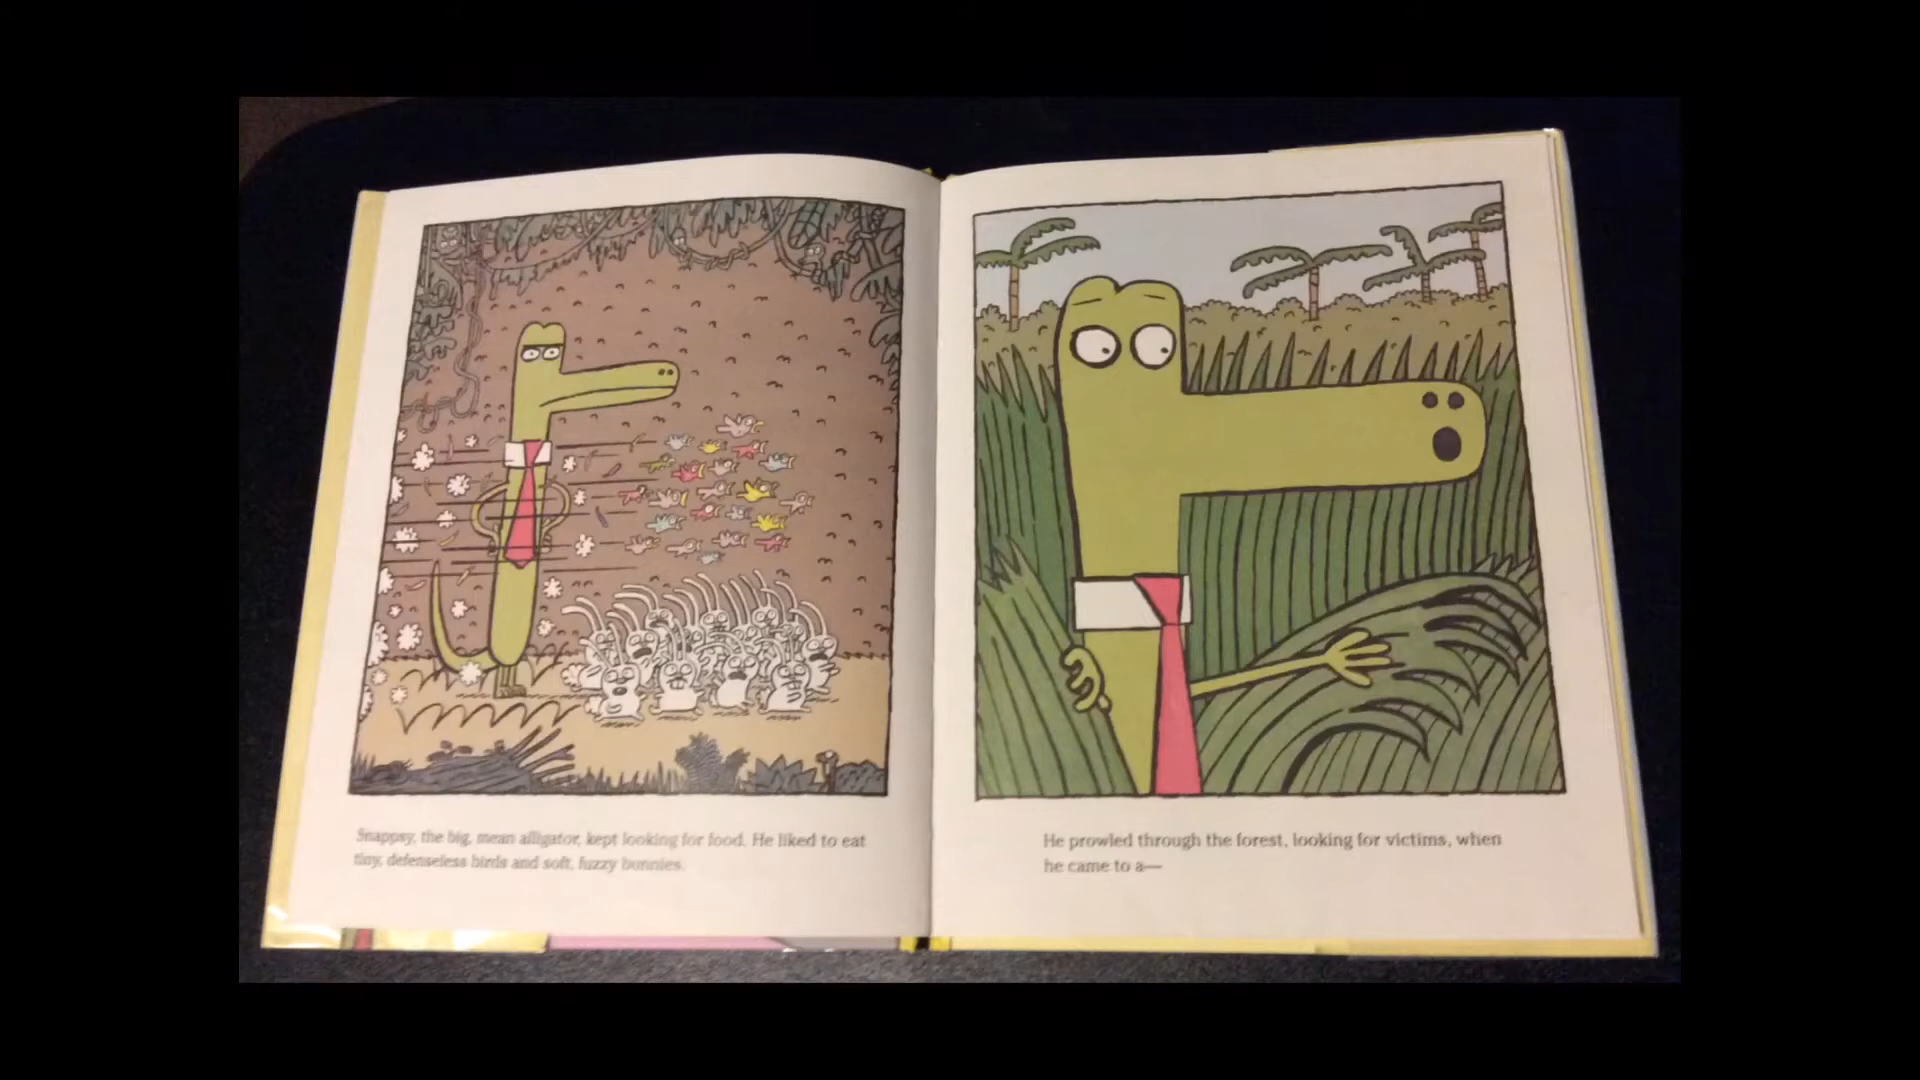 Snappsy, the big, mean alligator, kept looking for food. He liked to eat
tiny, defenseless birds and soft, fuzzy bunnies.
He prowled through the forest, looking for victims, when
he came to a—